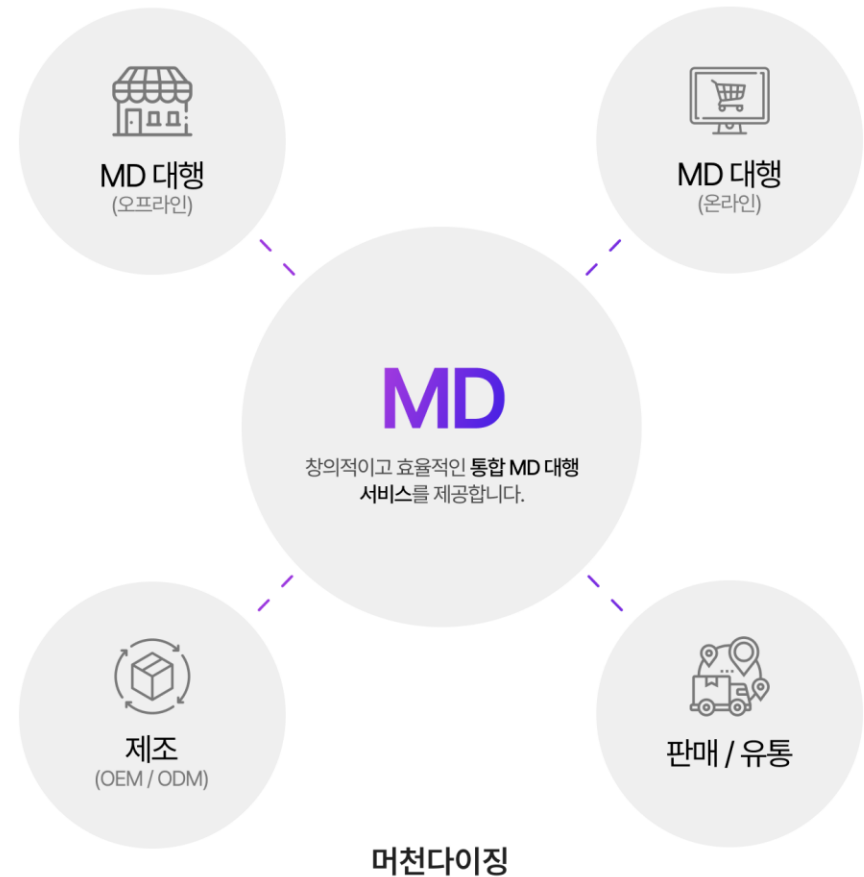 MD 대행
(오프라인)
MD 대행
(온라인)
MD
창의적이고 효율적인 통합 MD 대행
서비스를 제공합니다.
제조
(OEM / ODM)
판매 / 유통
머천다이징